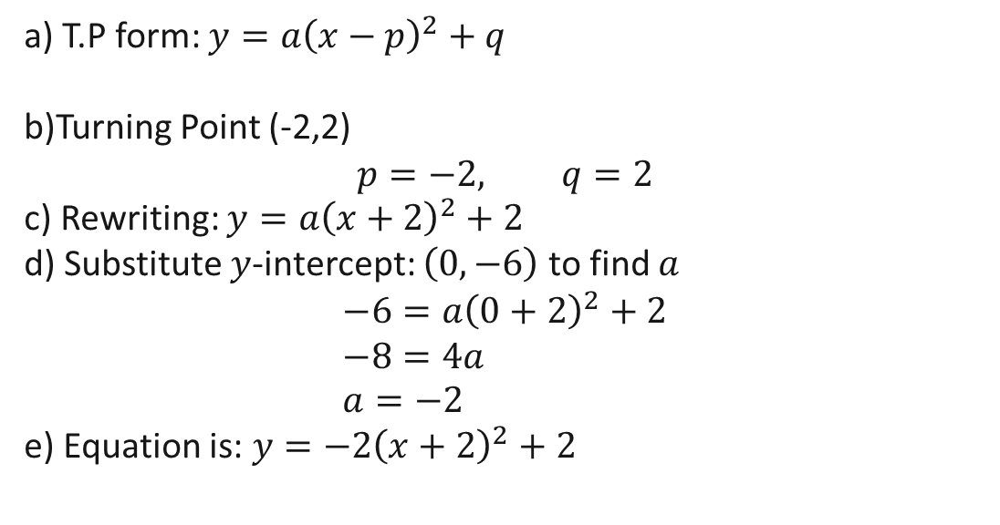 a) T.P form: y = a(x − p)² + q
b)Turning Point (-2,2)
p = −2, q = 2
c) Rewriting: y = a(x + 2)² + 2
d) Substitute y-intercept: (0, −6) to find a
−6 = a(0 + 2)² + 2
−8 = 4a
a = −2
e) Equation is: y = −2(x + 2)² + 2